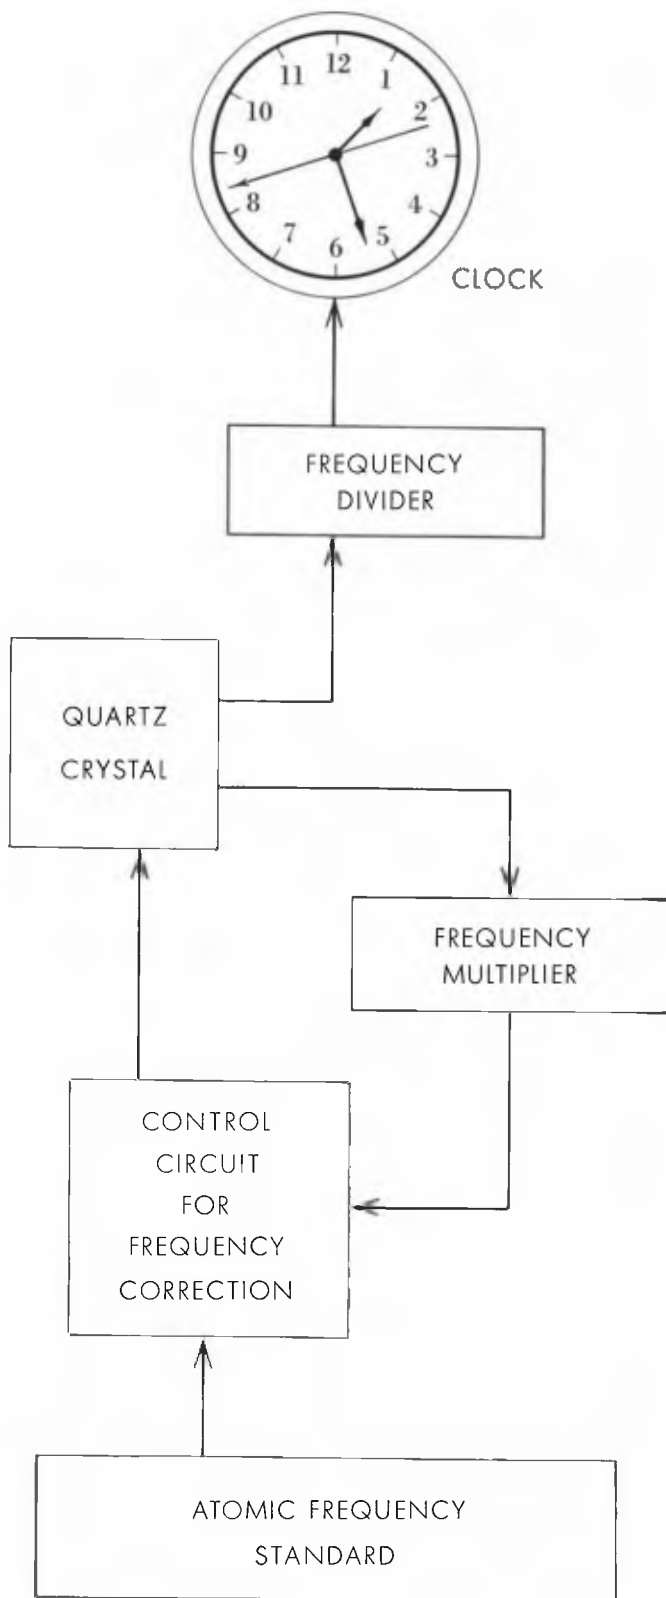 12
11
1
10
2
9
3
8
4
7
5
6
CLOCK
FREQUENCY
DIVIDER
QUARTZ
CRYSTAL
FREQUENCY
MULTIPLIER
CONTROL
CIRCUIT
FOR
FREQUENCY
CORRECTION
ATOMIC FREQUENCY
STANDARD